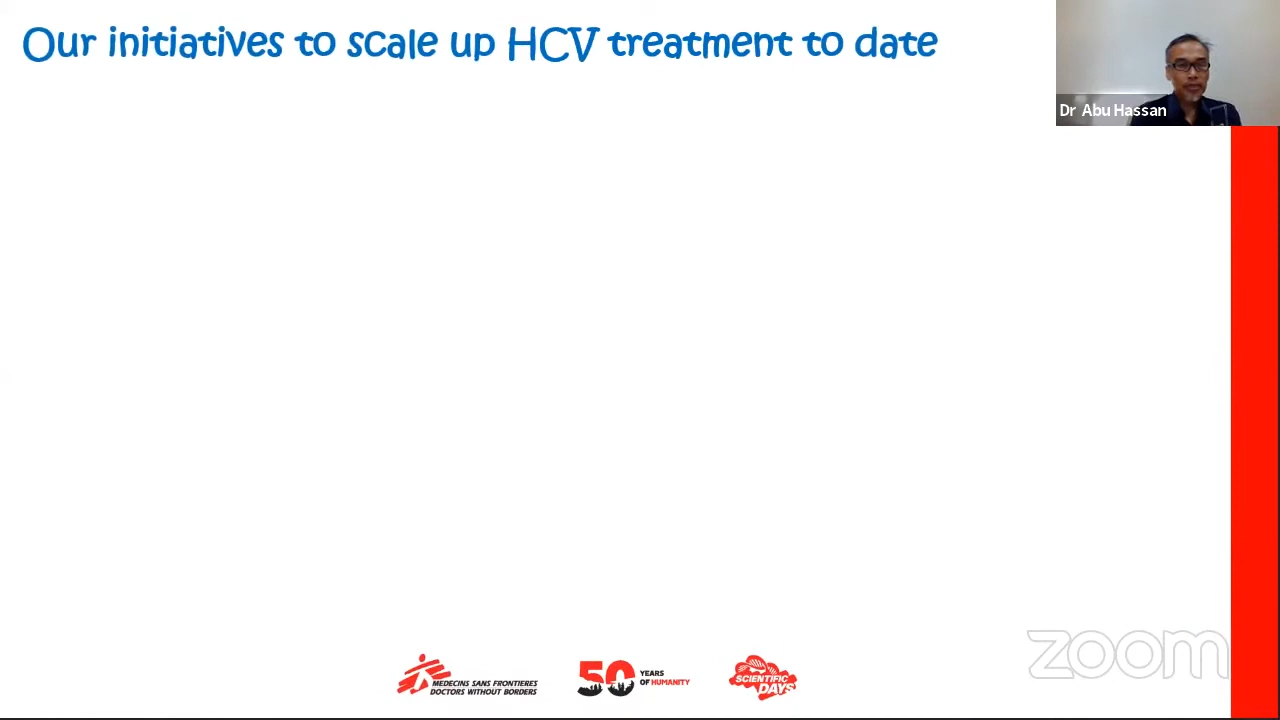 Our initiatives to scale up HCV treatment to date
Dr Abu Hassan
MEDECINS SANS FRONTIERES
DOCTORS WITHOUT BORDERS
50 YEARS
OF HUMANITY
SCIENTIFIC
DAYS
zoom